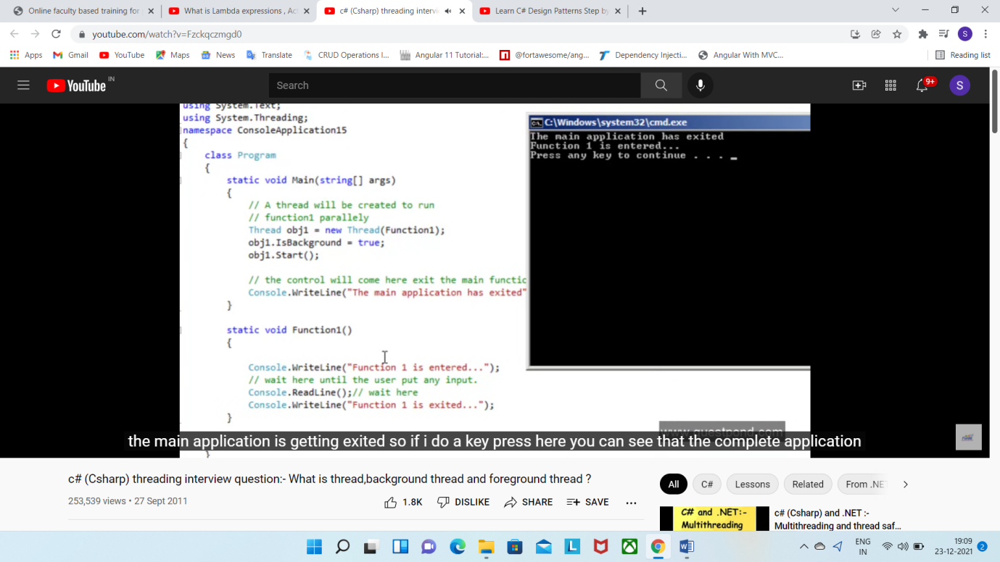 Online faculty based training for
What is Lambda expressions , Ac
c# (Csharp) threading intervi
Learn C# Design Patterns Step by
youtube.com/watch?v=Fzckqczmgd0
S
Apps
Gmail
YouTube
Maps
News
Translate
CRUD Operations I...
Angular 11 Tutorial:...
@fortawesome/ang...
Dependency Injecti...
Angular With MVC...
Reading list
YouTube IN
Search
9+
S
using System.Text;
using System.Threading;
namespace ConsoleApplication15
{
class Program
{
static void Main(string[] args)
{
// A thread will be created to run
// function1 parallely
Thread obj1 = new Thread(Function1);
obj1.IsBackground = true;
obj1.Start();
// the control will come here exit the main functio
Console.WriteLine("The main application has exited"
}
static void Function1()
{
Console.WriteLine("Function 1 is entered...");
// wait here until the user put any input.
Console.ReadLine();// wait here
Console.WriteLine("Function 1 is exited...");
}
}
C:\Windows\system32\cmd.exe
The main application has exited
Function 1 is entered...
Press any key to continue . . . _
www.questpond.com
the main application is getting exited so if i do a key press here you can see that the complete application
c# (Csharp) threading interview question:- What is thread,background thread and foreground thread ?
253,539 views • 27 Sept 2011
1.8K
DISLIKE
SHARE
SAVE
All
C#
Lessons
Related
From .NE
C# and .NET :-
Multithreading
c# (Csharp) and .NET :-
Multithreading and thread saf...
ENG
IN
19:09
23-12-2021
2